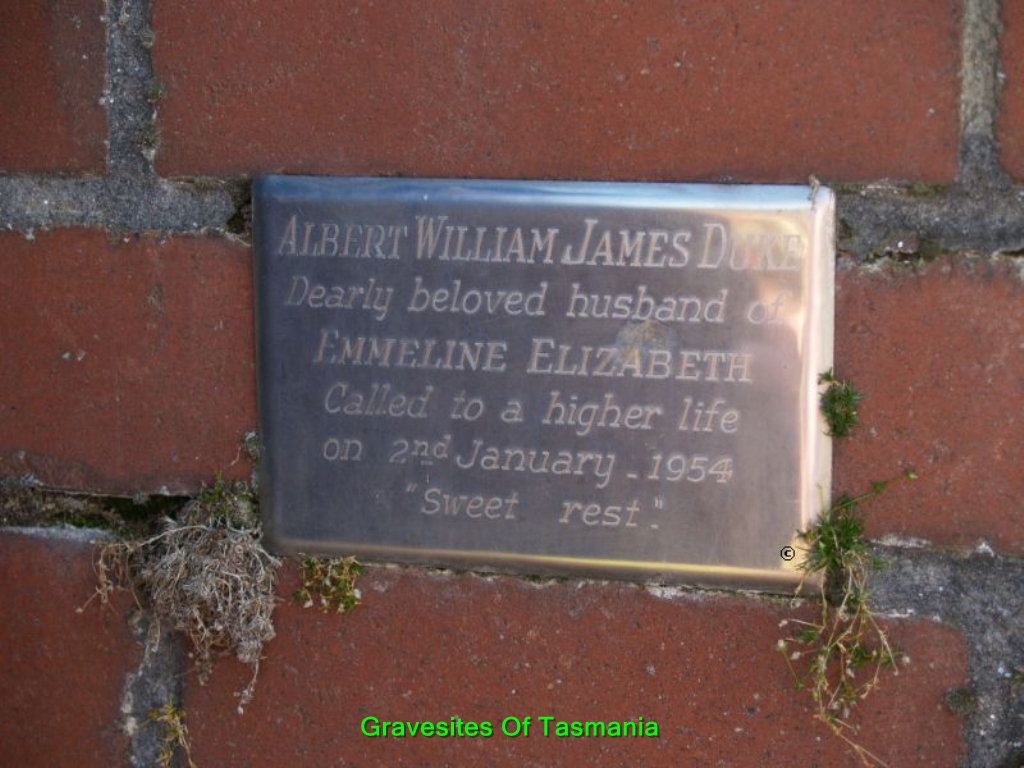 ALBERT WILLIAM JAMES DUKE
Dearly beloved husband of
EMMELINE ELIZABETH
Called to a higher life
on 2nd January - 1954
"Sweet rest."
©
Gravesites Of Tasmania